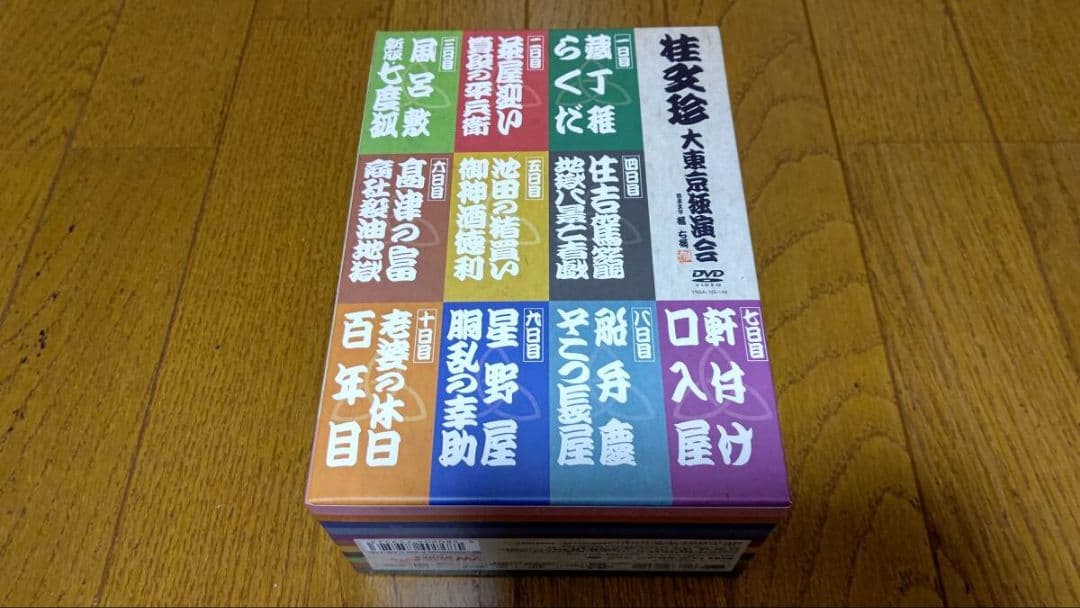 桂文珍
大東京独演会
DVD
VIDEO
一日目
蔵丁稚
らくだ
二日目
茶屋迎い
算段の平兵衛
三日目
風呂敷
新版七度狐
四日目
住吉駕籠
地獄八景亡者戯
五日目
池田の猪買い
御神酒徳利
六日目
高津の富
商社殺油地獄
七日目
軒付け
口入屋
八日目
船弁慶
そこつ長屋
九日目
星野屋
胴乱の幸助
十日目
老婆の休日
百年目